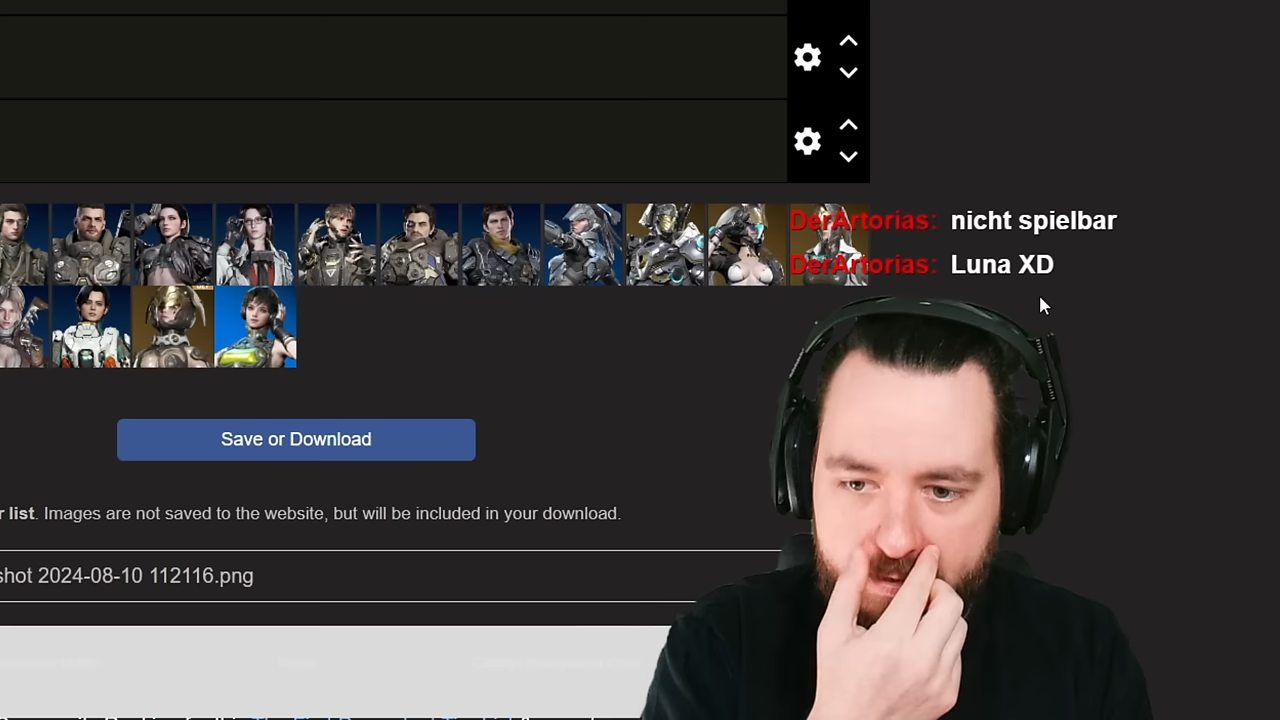 DerArtorias: nicht spielbar
DerArtorias: Luna XD
Save or Download
r list. Images are not saved to the website, but will be included in your download.
shot 2024-08-10 112116.png